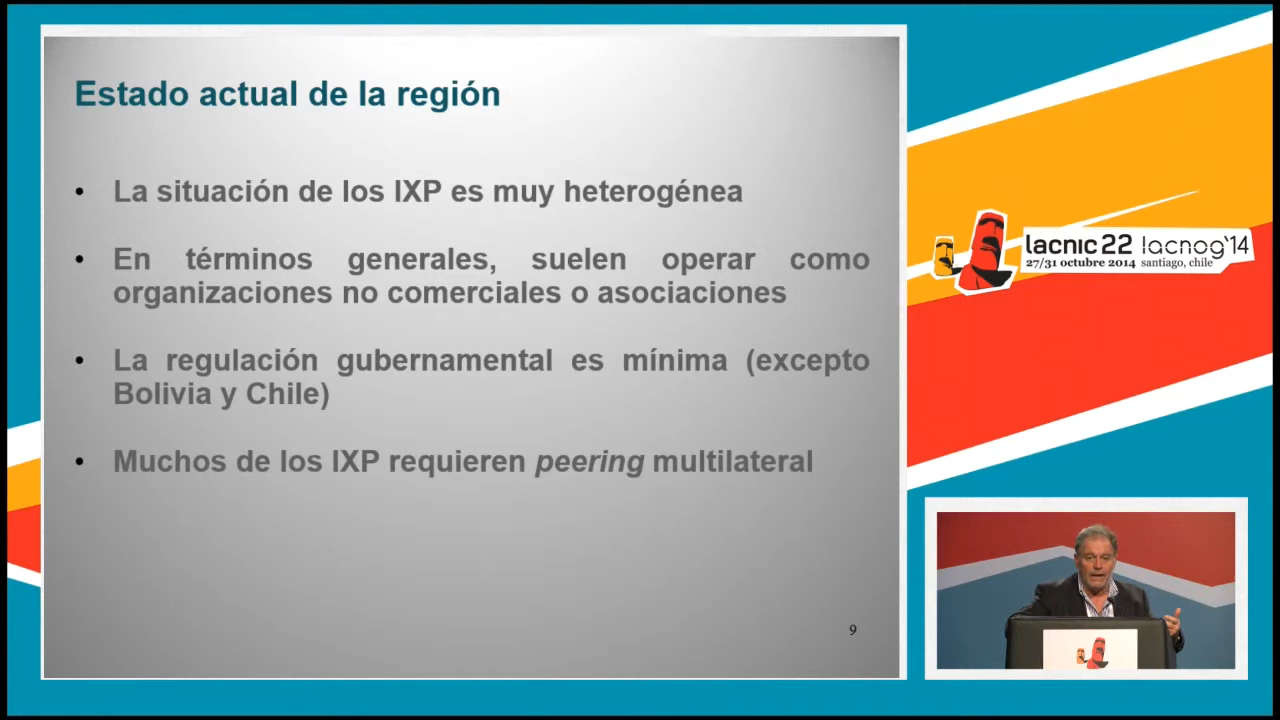 Estado actual de la región
• La situación de los IXP es muy heterogénea
• En términos generales, suelen operar como
organizaciones no comerciales o asociaciones
• La regulación gubernamental es mínima (excepto
Bolivia y Chile)
• Muchos de los IXP requieren peering multilateral
9
lacnic 22 lacnog'14
27/31 octubre 2014 santiago, chile